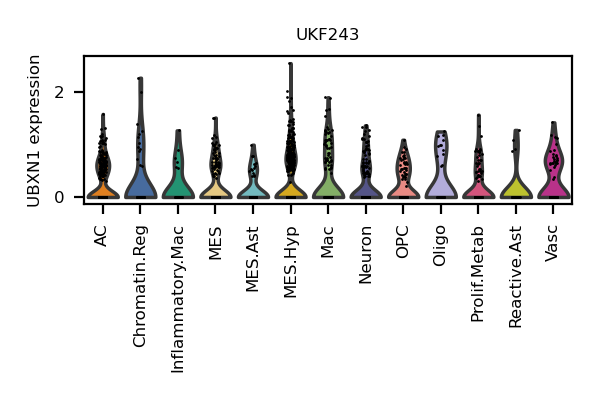 UKF243
UBXN1 expression
2
0
AC
Chromatin.Reg
Inflammatory.Mac
MES
MES.Ast
MES.Hyp
Mac
Neuron
OPC
Oligo
Prolif.Metab
Reactive.Ast
Vasc